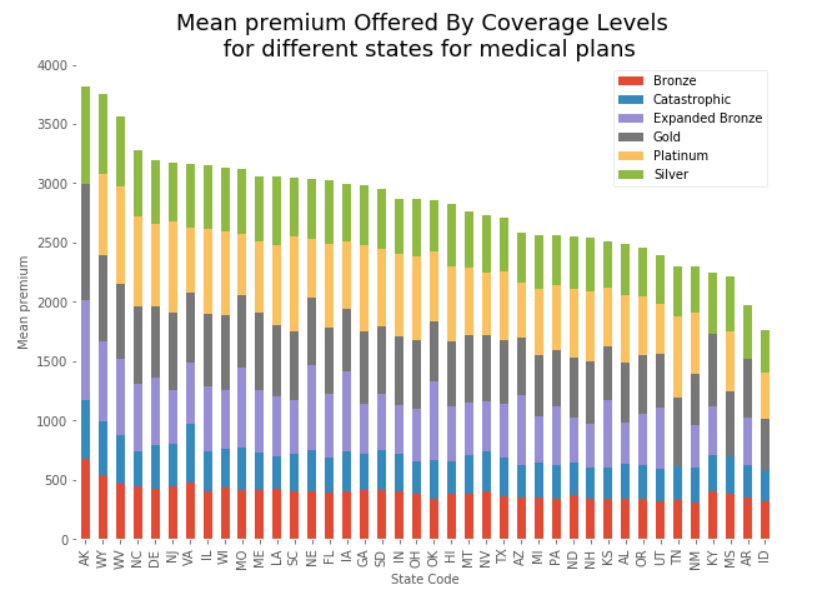 Mean premium Offered By Coverage Levels
for different states for medical plans
4000
3500
3000
2500
2000
1500
1000
500
0
Mean premium
Bronze
Catastrophic
Expanded Bronze
Gold
Platinum
Silver
AK WY WV NC DE NJ VA IL WI MO ME LA SC NE FL IA GA SD IN OH OK HI MT NV TX AZ MI PA ND NH KS AL OR UT TN NM KY MS AR ID
State Code